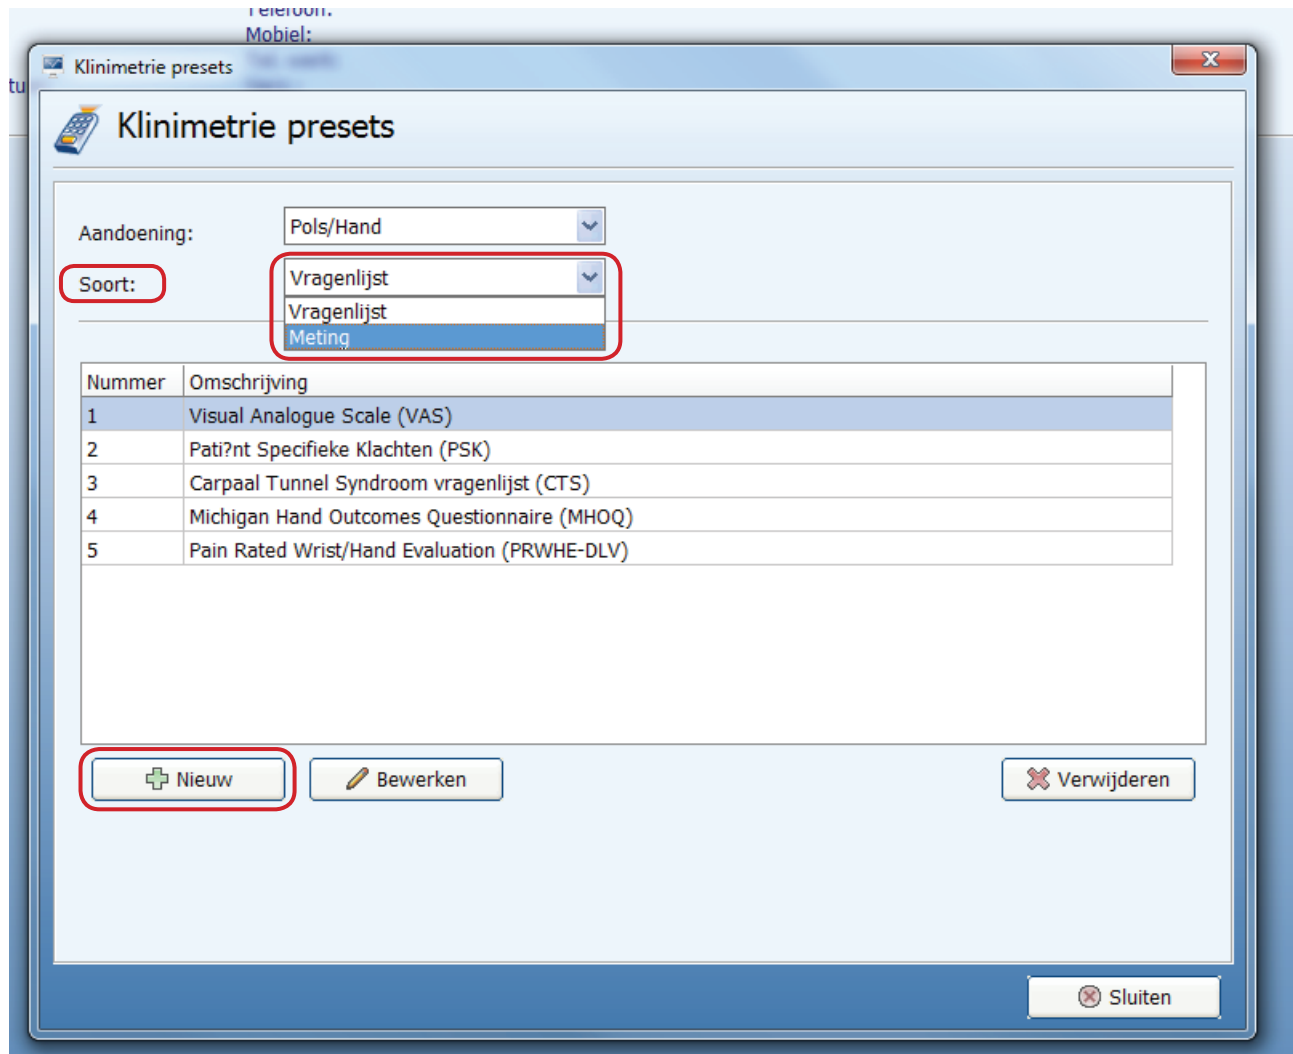 Telefoon:
Mobiel:
tu
Klinimetrie presets
Klinimetrie presets
Aandoening: Pols/Hand
Soort: Vragenlijst
Vragenlijst
Meting
Nummer Omschrijving
1 Visual Analogue Scale (VAS)
2 Pati?nt Specifieke Klachten (PSK)
3 Carpaal Tunnel Syndroom vragenlijst (CTS)
4 Michigan Hand Outcomes Questionnaire (MHOQ)
5 Pain Rated Wrist/Hand Evaluation (PRWHE-DLV)
Nieuw Bewerken Verwijderen
Sluiten